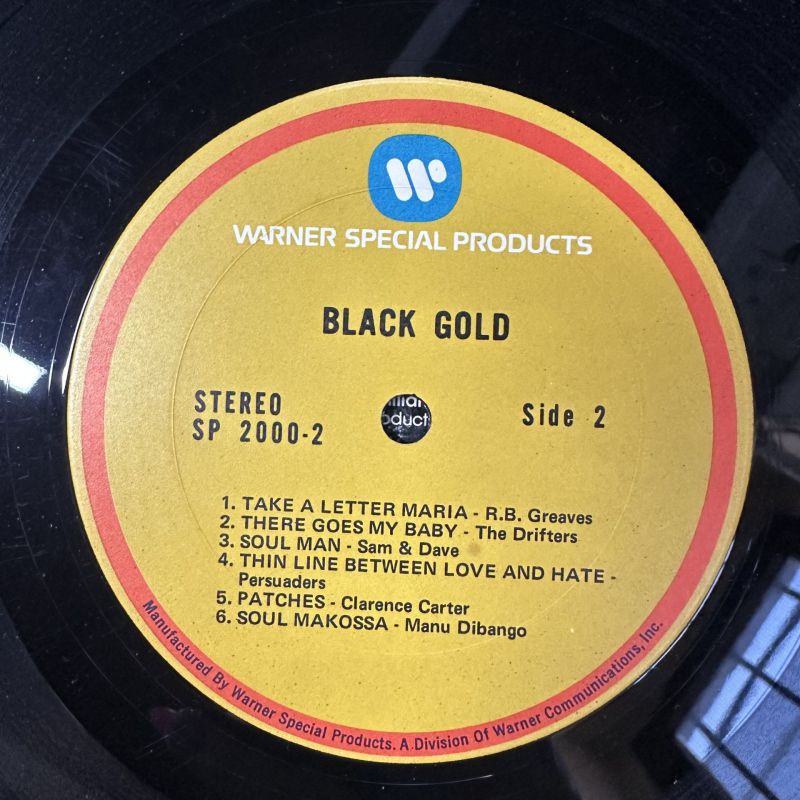 WARNER SPECIAL PRODUCTS
BLACK GOLD
STEREO
SP 2000-2
Side 2
1. TAKE A LETTER MARIA - R.B. Greaves
2. THERE GOES MY BABY - The Drifters
3. SOUL MAN - Sam & Dave
4. THIN LINE BETWEEN LOVE AND HATE -
Persuaders
5. PATCHES - Clarence Carter
6. SOUL MAKOSSA - Manu Dibango
Manufactured By Warner Special Products. A Division Of Warner Communications, Inc.